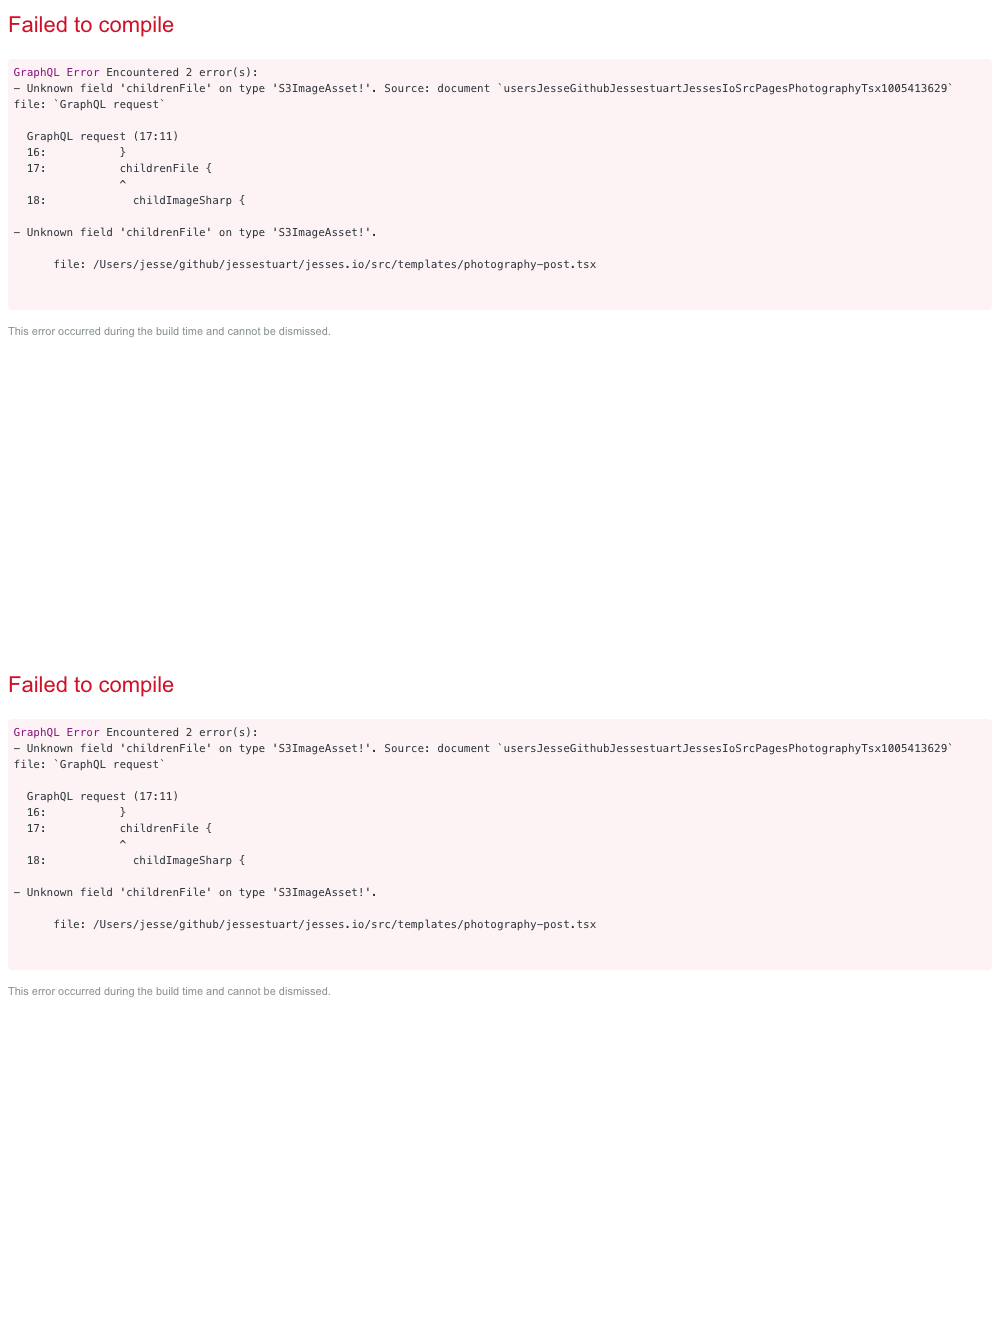 Failed to compile
GraphQL Error Encountered 2 error(s):
– Unknown field 'childrenFile' on type 'S3ImageAsset!'. Source: document `usersJesseGithubJessestuartJessesIoSrcPagesPhotographyTsx1005413629`
file: `GraphQL request`
GraphQL request (17:11)
16:           }
17:           childrenFile {
^
18:             childImageSharp {
– Unknown field 'childrenFile' on type 'S3ImageAsset!'.
file: /Users/jesse/github/jessestuart/jesses.io/src/templates/photography–post.tsx
This error occurred during the build time and cannot be dismissed.
Failed to compile
GraphQL Error Encountered 2 error(s):
– Unknown field 'childrenFile' on type 'S3ImageAsset!'. Source: document `usersJesseGithubJessestuartJessesIoSrcPagesPhotographyTsx1005413629`
file: `GraphQL request`
GraphQL request (17:11)
16:           }
17:           childrenFile {
^
18:             childImageSharp {
– Unknown field 'childrenFile' on type 'S3ImageAsset!'.
file: /Users/jesse/github/jessestuart/jesses.io/src/templates/photography–post.tsx
This error occurred during the build time and cannot be dismissed.